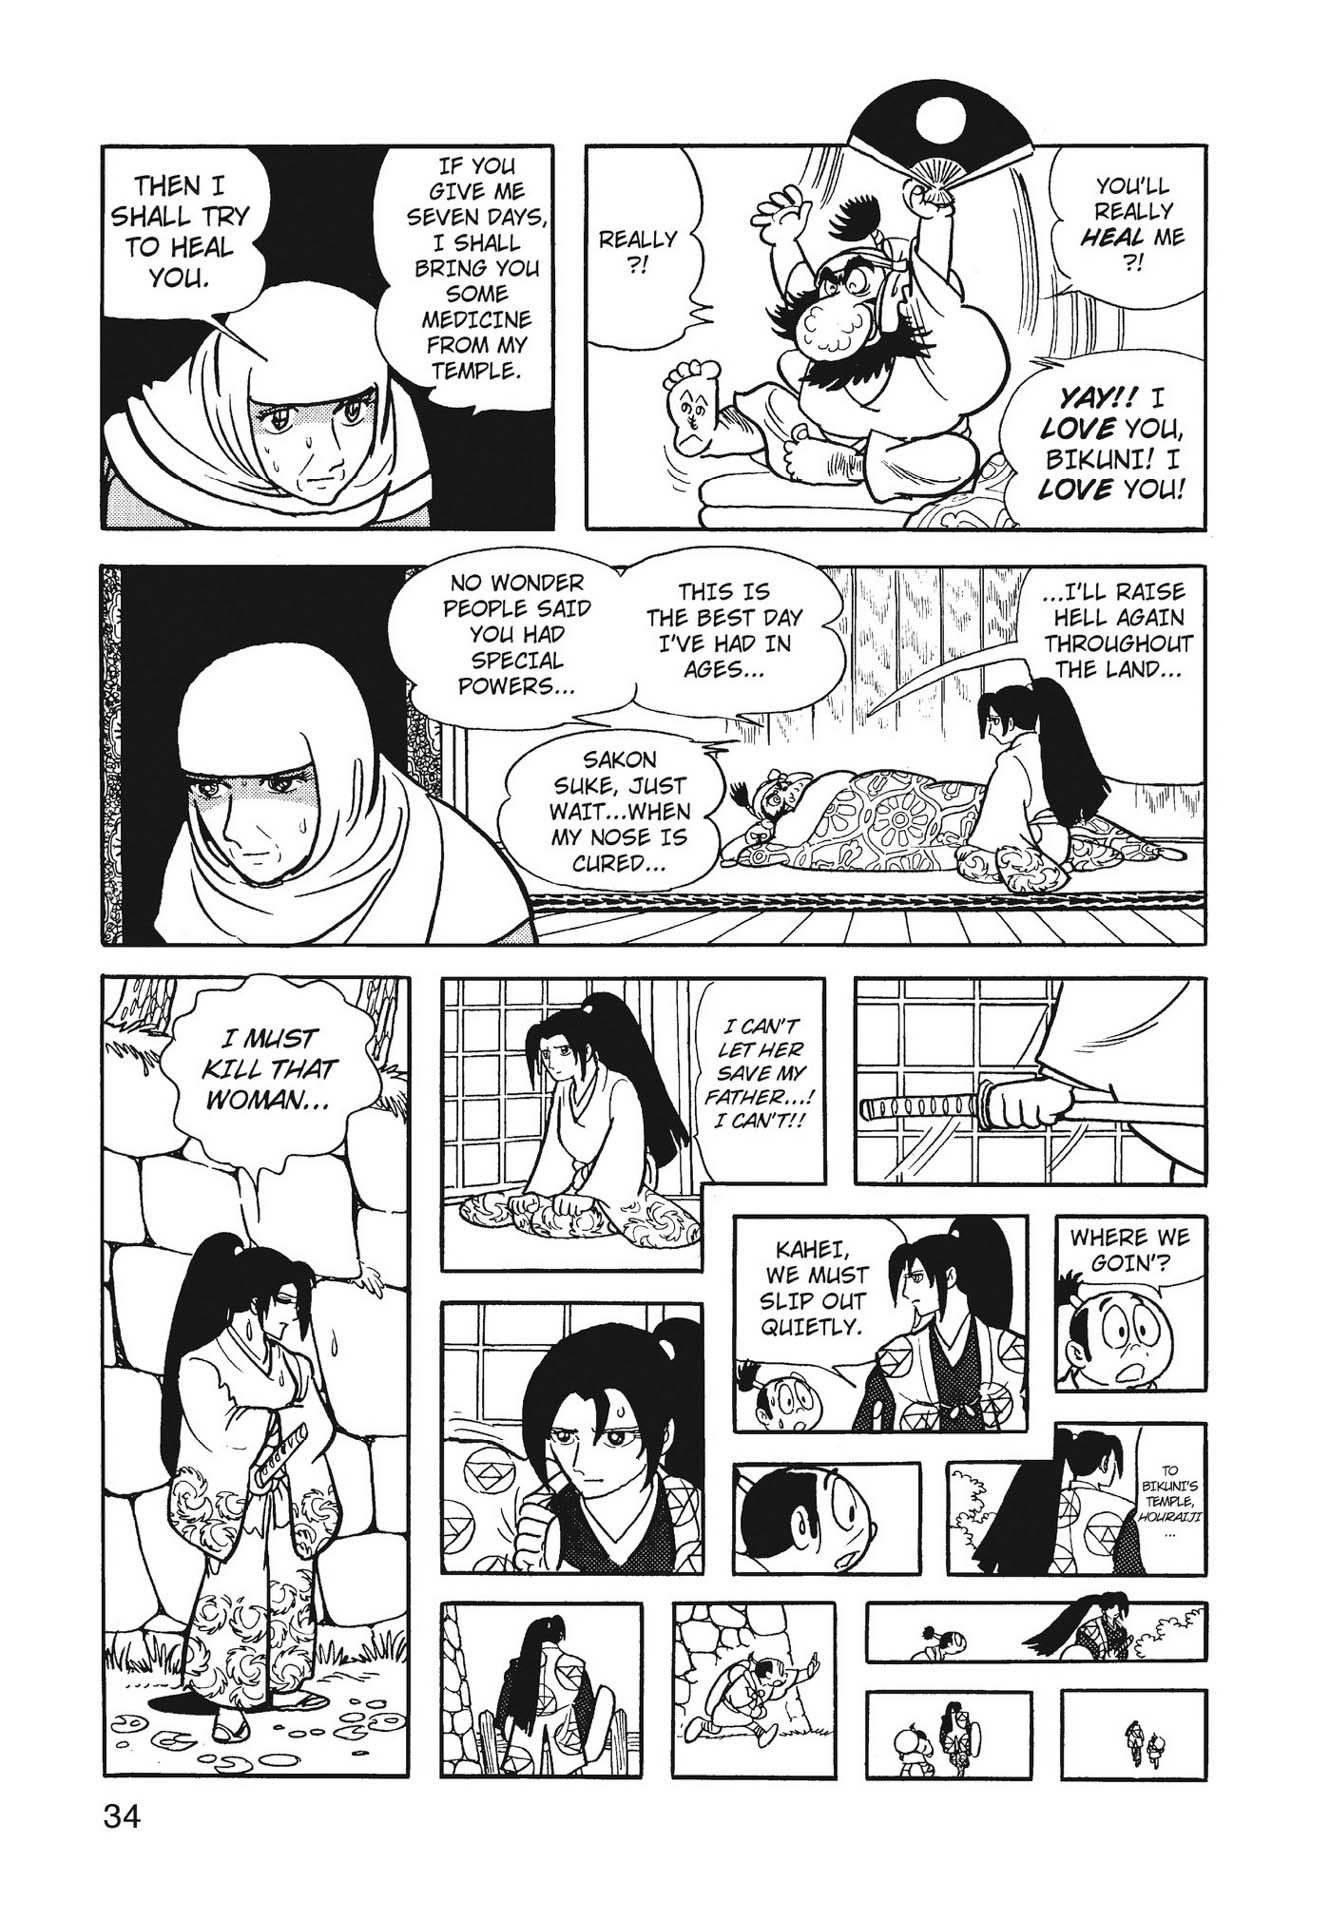 THEN I
SHALL TRY
TO HEAL
YOU.
IF YOU
GIVE ME
SEVEN DAYS,
I SHALL
BRING YOU
SOME
MEDICINE
FROM MY
TEMPLE.
REALLY
?!
YOU'LL
REALLY
HEAL ME
?!
YAY!! I
LOVE YOU,
BIKUNI! I
LOVE YOU!
NO WONDER
PEOPLE SAID
YOU HAD
SPECIAL
POWERS...
THIS IS
THE BEST DAY
I'VE HAD IN
AGES...
SAKON
SUKE, JUST
WAIT...WHEN
MY NOSE IS
CURED...
...I'LL RAISE
HELL AGAIN
THROUGHOUT
THE LAND...
I MUST
KILL THAT
WOMAN...
I CAN'T
LET HER
SAVE MY
FATHER...!
I CAN'T!!
KAHEI,
WE MUST
SLIP OUT
QUIETLY.
WHERE WE
GOIN'?
TO
BIKUNI'S
TEMPLE,
HOURAIJI
...
34